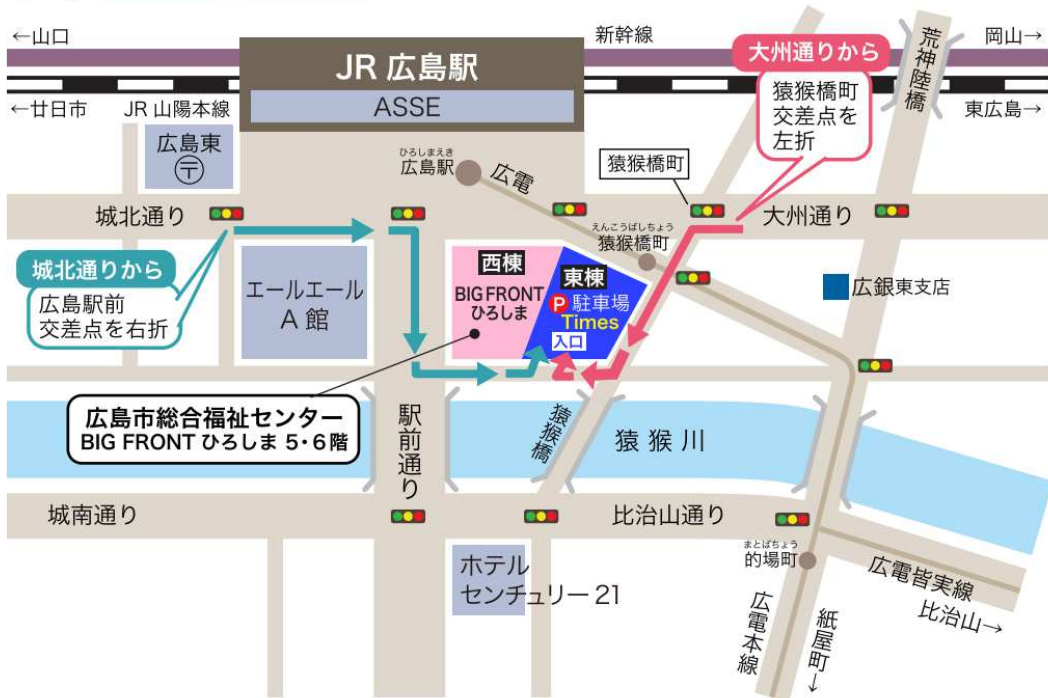 ←山口
新幹線
岡山→
JR 広島駅
ASSE
大州通りから
猿猴橋町
交差点を
左折
荒神陸橋
←廿日市
JR 山陽本線
東広島→
広島東
〒
ひろしまえき
広島駅
広電
猿猴橋町
城北通り
えんこうばしちょう
猿猴橋町
大州通り
城北通りから
広島駅前
交差点を右折
エールエール
A 館
西棟
BIG FRONT
ひろしま
東棟
P 駐車場
Times
入口
広銀東支店
広島市総合福祉センター
BIG FRONT ひろしま 5・6階
駅前通り
猿猴橋
猿猴川
城南通り
比治山通り
まとばちょう
的場町
ホテル
センチュリー 21
広電皆実線
比治山→
広電本線
紙屋町↓